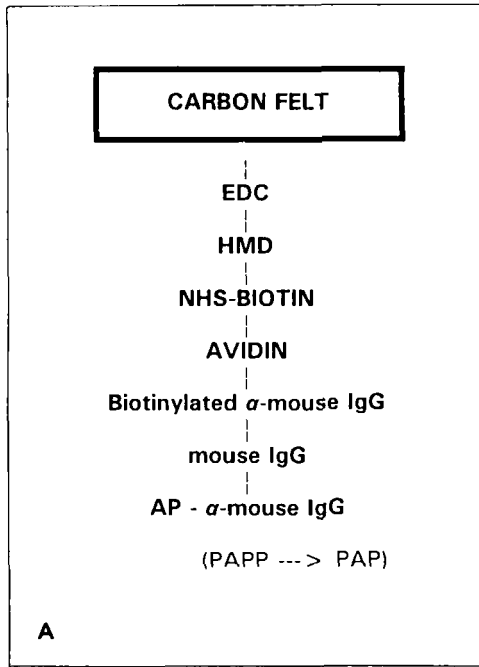 CARBON FELT
EDC
HMD
NHS-BIOTIN
AVIDIN
Biotinylated α-mouse IgG
mouse IgG
AP - α-mouse IgG
(PAPP ---> PAP)
A